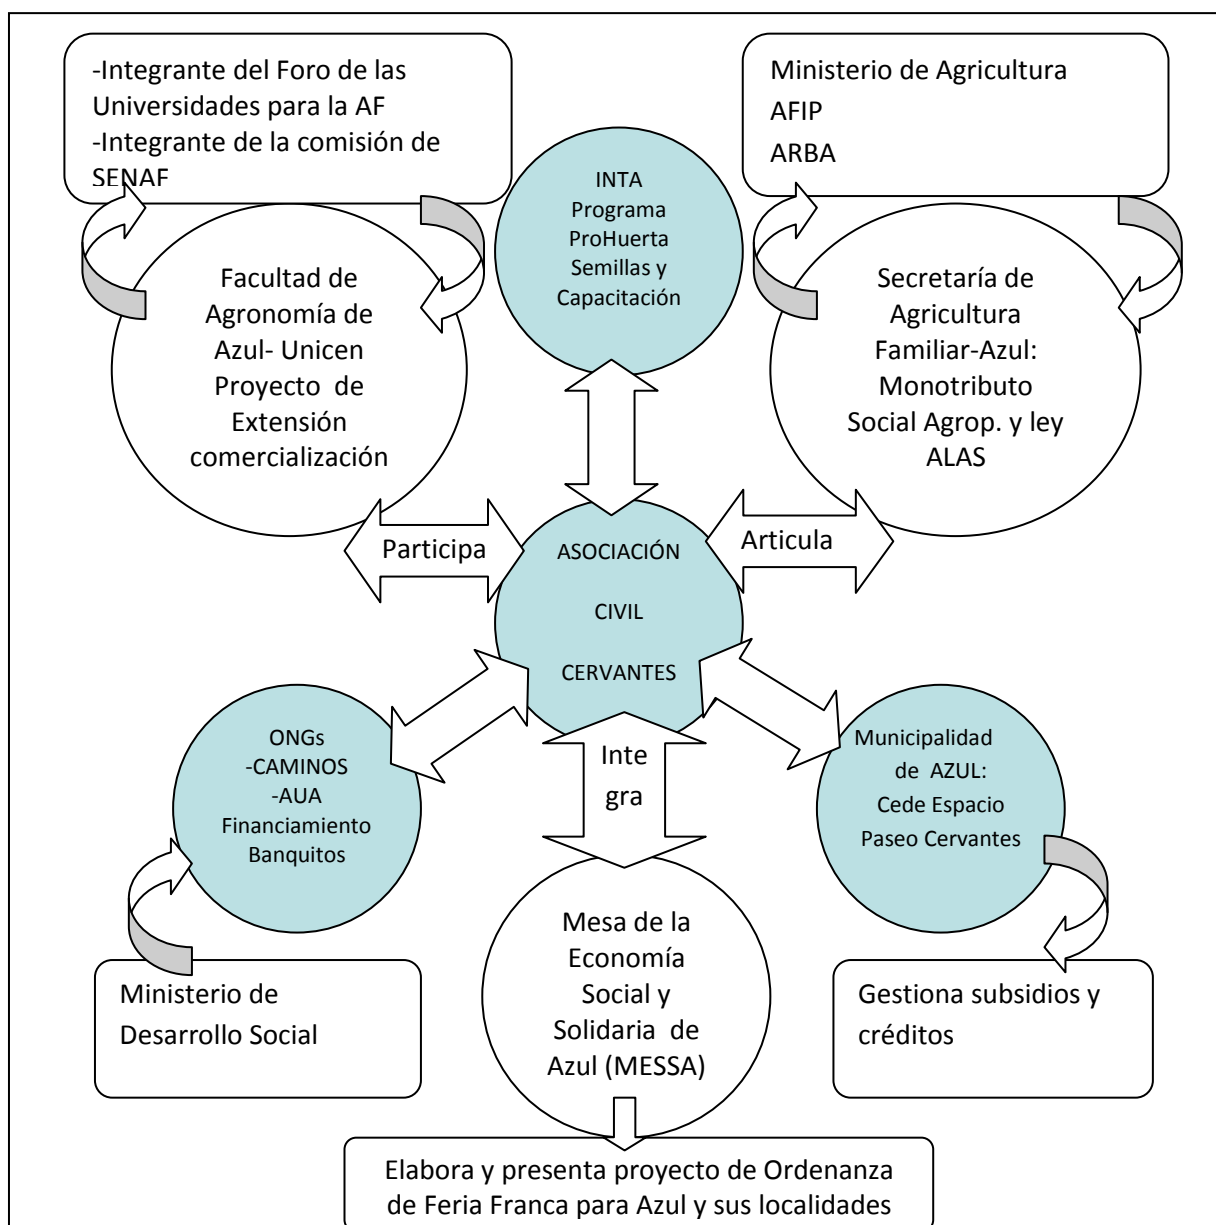 -Integrante del Foro de las
Universidades para la AF
-Integrante de la comisión de
SENAF
Ministerio de Agricultura
AFIP
ARBA
INTA
Programa
ProHuerta
Semillas y
Capacitación
Facultad de
Agronomía de
Azul- Unicen
Proyecto de
Extensión
comercialización
Secretaría de
Agricultura
Familiar-Azul:
Monotributo
Social Agrop. y ley
ALAS
Participa
ASOCIACIÓN
CIVIL
CERVANTES
Articula
ONGs
-CAMINOS
-AUA
Financiamiento
Banquitos
Inte
gra
Municipalidad
de AZUL:
Cede Espacio
Paseo Cervantes
Ministerio de
Desarrollo Social
Mesa de la
Economía
Social y
Solidaria de
Azul (MESSA)
Gestiona subsidios y
créditos
Elabora y presenta proyecto de Ordenanza
de Feria Franca para Azul y sus localidades